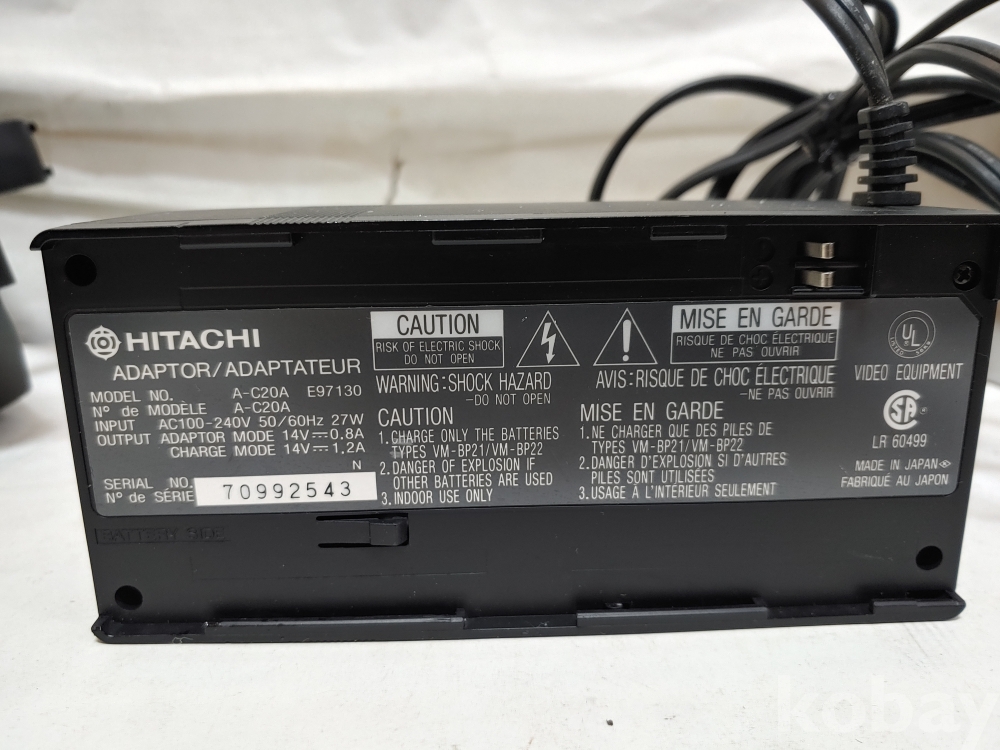 HITACHI
ADAPTOR/ADAPTATEUR
MODEL NO. A-C20A E97130
Nº de MODÈLE A-C20A
INPUT AC100-240V 50/60Hz 27W
OUTPUT ADAPTOR MODE 14V⎓0.8A
CHARGE MODE 14V⎓1.2A
N
SERIAL NO.
Nº de SÉRIE
70992543
CAUTION
RISK OF ELECTRIC SHOCK
DO NOT OPEN
WARNING:SHOCK HAZARD
-DO NOT OPEN
CAUTION
1.CHARGE ONLY THE BATTERIES
TYPES VM-BP21/VM-BP22
2.DANGER OF EXPLOSION IF
OTHER BATTERIES ARE USED
3.INDOOR USE ONLY
MISE EN GARDE
RISQUE DE CHOC ÉLECTRIQUE
NE PAS OUVRIR
AVIS:RISQUE DE CHOC ÉLECTRIQUE
-NE PAS OUVRIR
MISE EN GARDE
1.NE CHARGER QUE DES PILES DE
TYPES VM-BP21/VM-BP22
2.DANGER D'EXPLOSION SI D'AUTRES
PILES SONT UTILISÉES
3.USAGE À L'INTÉRIEUR SEULEMENT
UL
VIDEO EQUIPMENT
LR 60499
MADE IN JAPAN
FABRIQUÉ AU JAPON
BATTERY SIDE
kobay